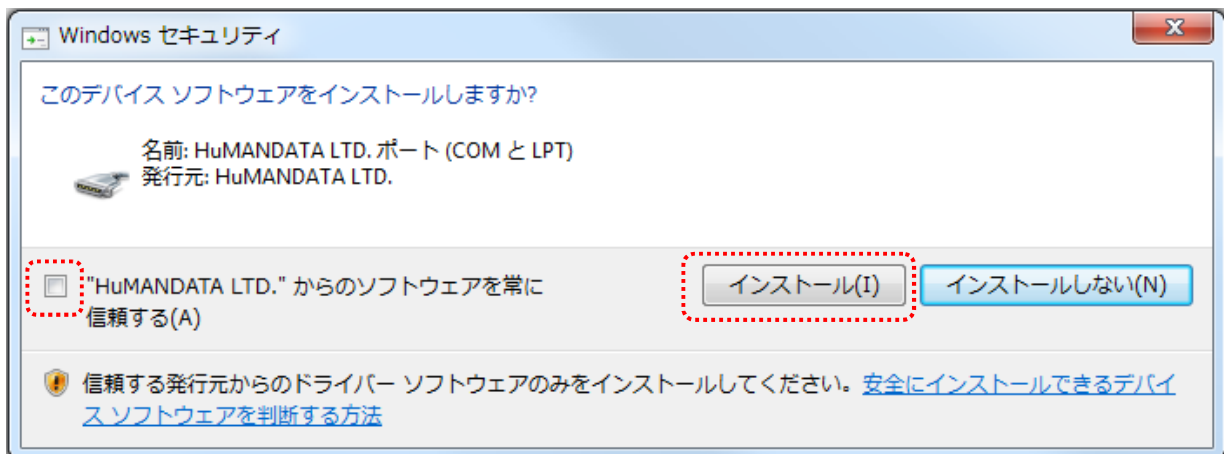 Windows セキュリティ
このデバイス ソフトウェアをインストールしますか?
名前: HuMANDATA LTD. ポート (COM と LPT)
発行元: HuMANDATA LTD.
"HuMANDATA LTD." からのソフトウェアを常に
信頼する(A)
インストール(I)
インストールしない(N)
信頼する発行元からのドライバー ソフトウェアのみをインストールしてください。安全にインストールできるデバイ
ス ソフトウェアを判断する方法